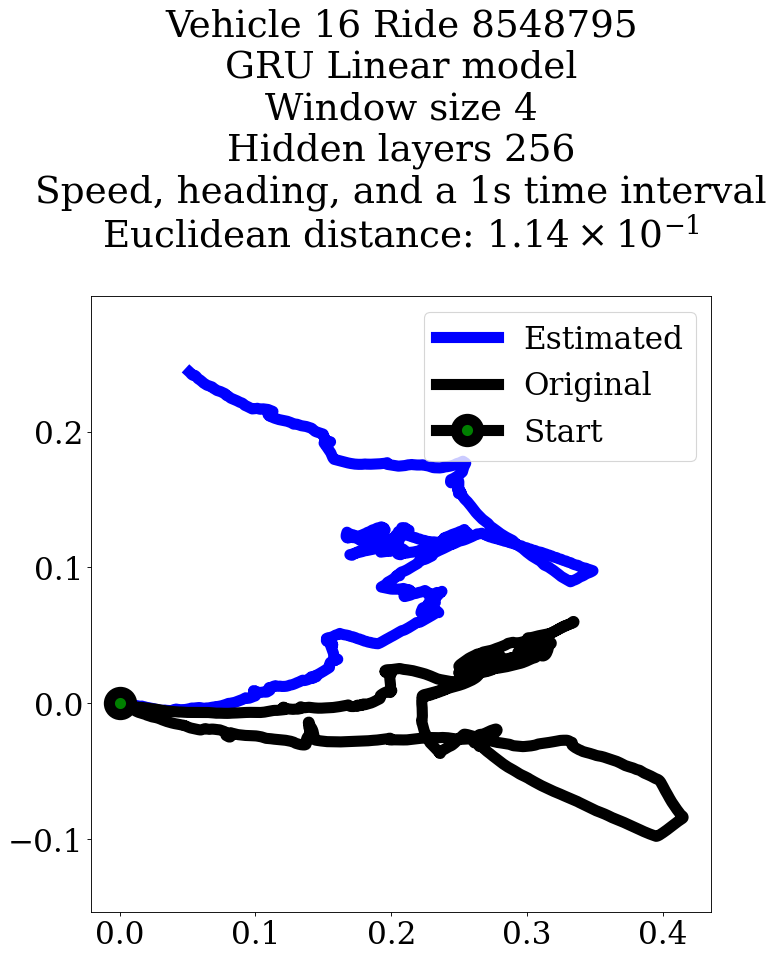 Vehicle 16 Ride 8548795
GRU Linear model
Window size 4
Hidden layers 256
Speed, heading, and a 1s time interval
Euclidean distance: 1.14 × 10⁻¹
Estimated
Original
Start
0.2
0.1
0.0
−0.1
0.0 0.1 0.2 0.3 0.4